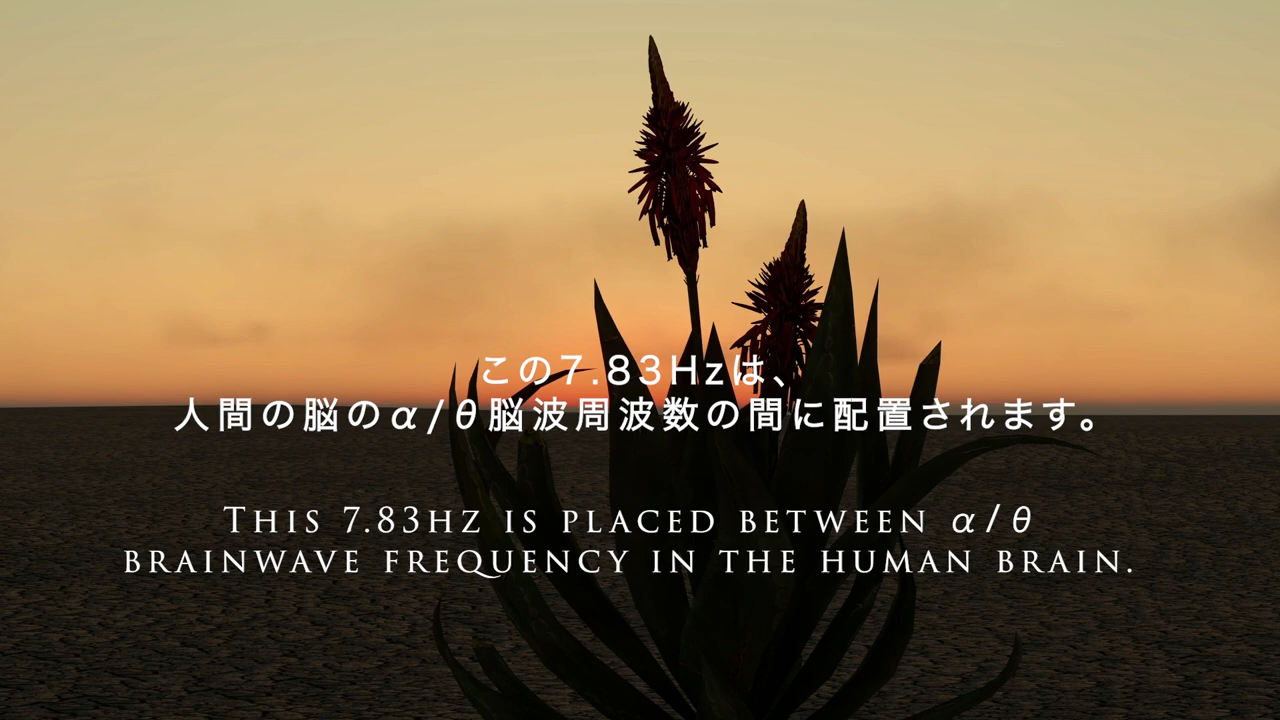 この7.83Hzは、
人間の脳のα/θ脳波周波数の間に配置されます。
This 7.83hz is placed between α/θ
brainwave frequency in the human brain.